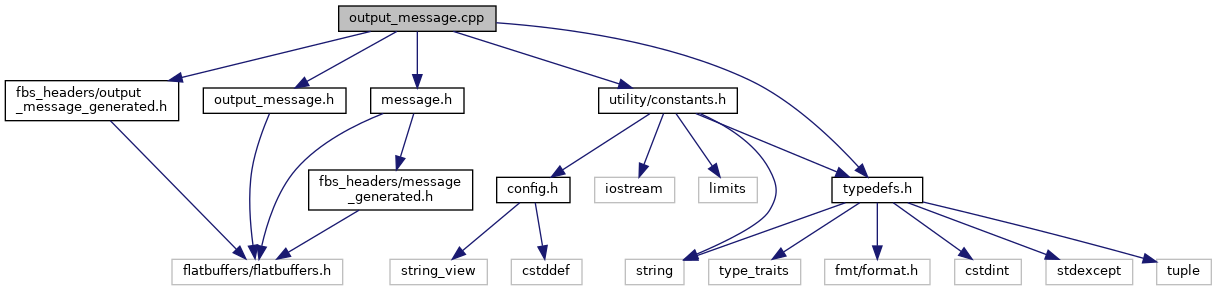 output_message.cpp
fbs_headers/output
_message_generated.h
output_message.h
message.h
utility/constants.h
fbs_headers/message
_generated.h
config.h
iostream
limits
typedefs.h
flatbuffers/flatbuffers.h
string_view
cstddef
string
type_traits
fmt/format.h
cstdint
stdexcept
tuple